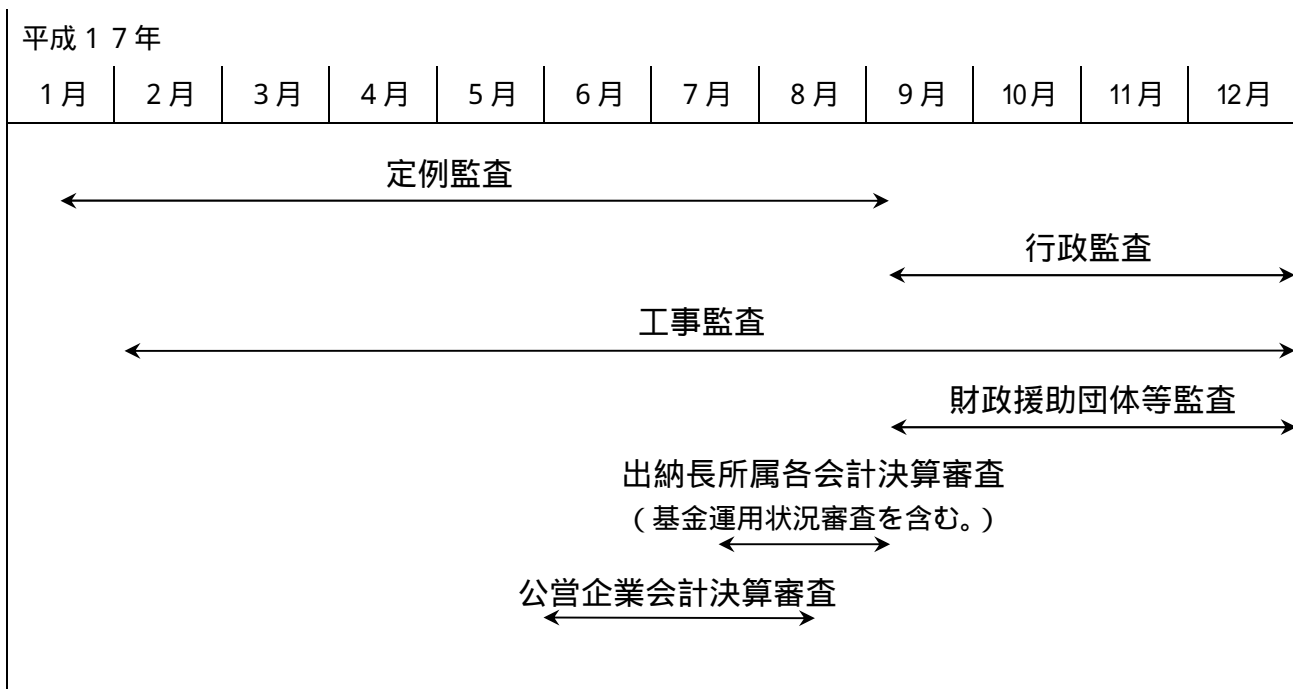 平成１７年
１月 ２月 ３月 ４月 ５月 ６月 ７月 ８月 ９月 10月 11月 12月
定例監査
行政監査
工事監査
財政援助団体等監査
出納長所属各会計決算審査
（基金運用状況審査を含む。）
公営企業会計決算審査